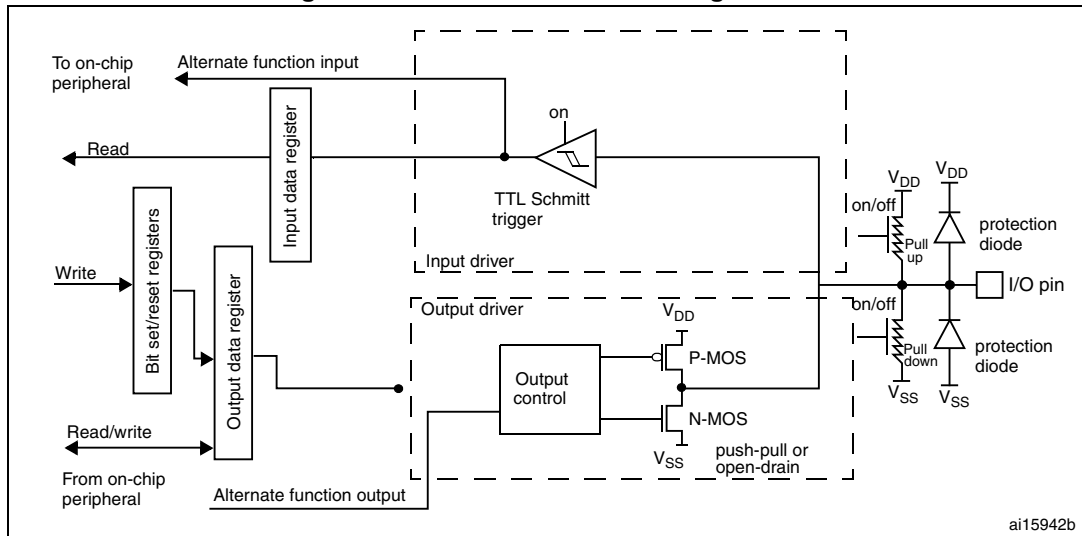 To on-chip
peripheral
Alternate function input
on
Read
Input data register
TTL Schmitt
trigger
Input driver
VDD
on/off
Pull
up
VDD
protection
diode
Write
Bit set/reset registers
Output data register
I/O pin
Output driver
VDD
P-MOS
Output
control
N-MOS
VSS
push-pull or
open-drain
on/off
Pull
down
VSS
protection
diode
VSS
Read/write
From on-chip
peripheral
Alternate function output
ai15942b